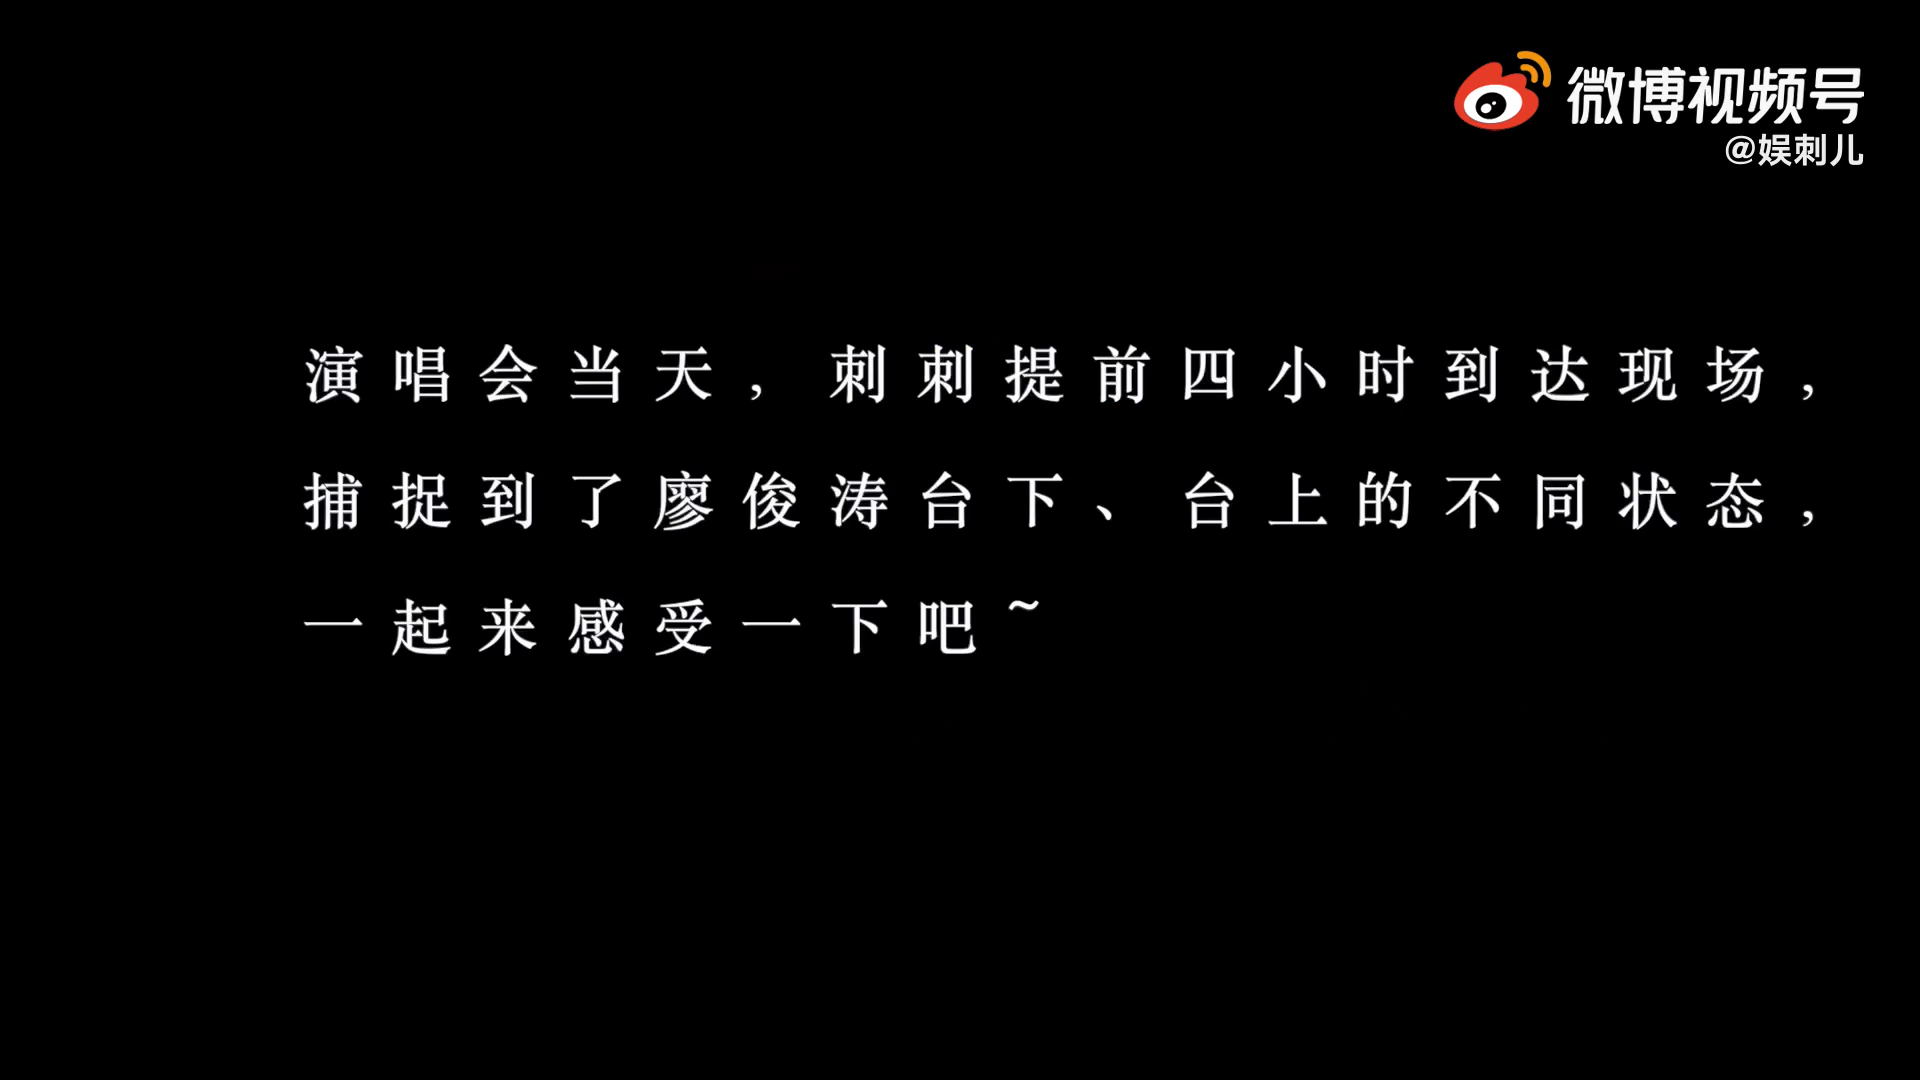 微博视频号
@娱刺儿
演唱会当天，刺刺提前四小时到达现场，
捕捉到了廖俊涛台下、台上的不同状态，
一起来感受一下吧~